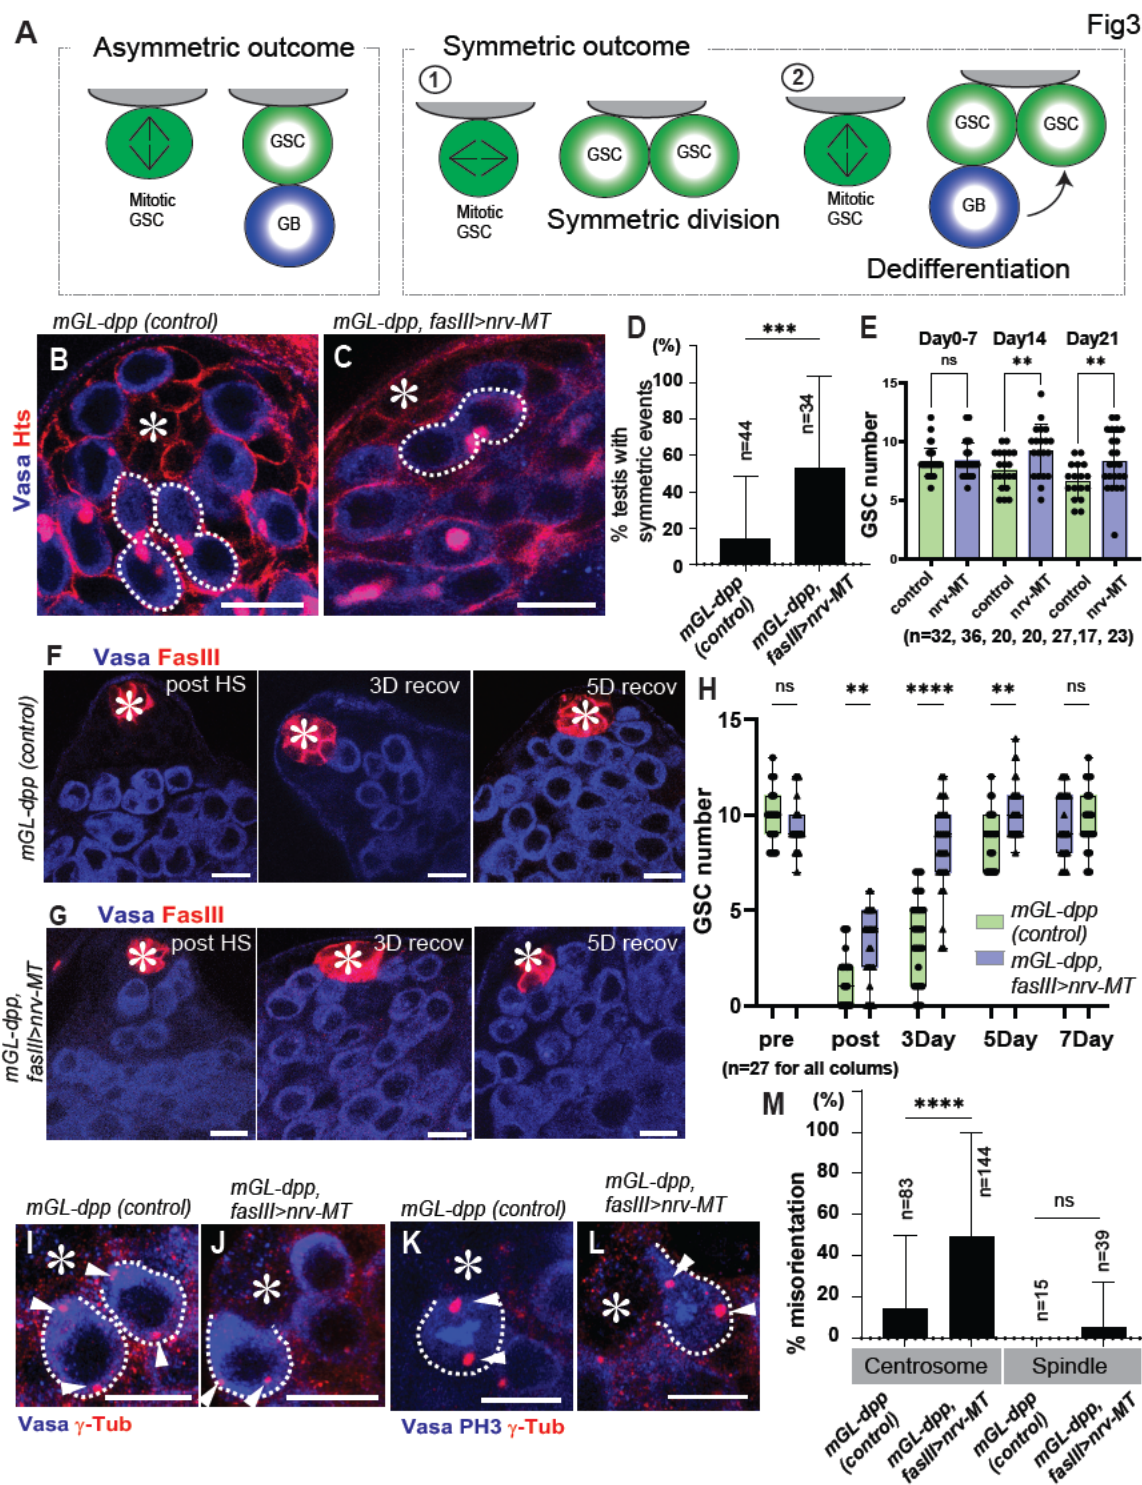 Fig3
A
Asymmetric outcome
Symmetric outcome
1
2
Mitotic
GSC
GSC
GB
Mitotic
GSC
GSC
GSC
Symmetric division
Mitotic
GSC
GSC
GSC
GB
Dedifferentiation
mGL-dpp (control)
mGL-dpp, fasIII>nrv-MT
Vasa Hts
B
*
C
*
D
(%)
***
% testis with
symmetric events
100
80
60
40
20
0
n=44
n=34
mGL-dpp
(control)
mGL-dpp,
fasIII>nrv-MT
E
Day0-7
Day14
Day21
ns
**
**
GSC number
15
10
5
0
control
nrv-MT
control
nrv-MT
control
nrv-MT
(n=32, 36, 20, 20, 27,17, 23)
F
Vasa FasIII
mGL-dpp (control)
post HS
*
3D recov
*
5D recov
*
G
Vasa FasIII
mGL-dpp,
fasIII>nrv-MT
post HS
*
3D recov
*
5D recov
*
H
ns
**
****
**
ns
GSC number
15
10
5
0
mGL-dpp
(control)
mGL-dpp,
fasIII>nrv-MT
pre
post
3Day
5Day
7Day
(n=27 for all colums)
mGL-dpp (control)
mGL-dpp,
fasIII>nrv-MT
mGL-dpp (control)
mGL-dpp,
fasIII>nrv-MT
I
*
J
*
K
*
L
*
Vasa γ-Tub
Vasa PH3 γ-Tub
M
(%)
****
ns
% misorientation
100
80
60
40
20
0
n=83
n=144
n=15
n=39
Centrosome
Spindle
mGL-dpp
(control)
mGL-dpp,
fasIII>nrv-MT
mGL-dpp
(control)
mGL-dpp,
fasIII>nrv-MT